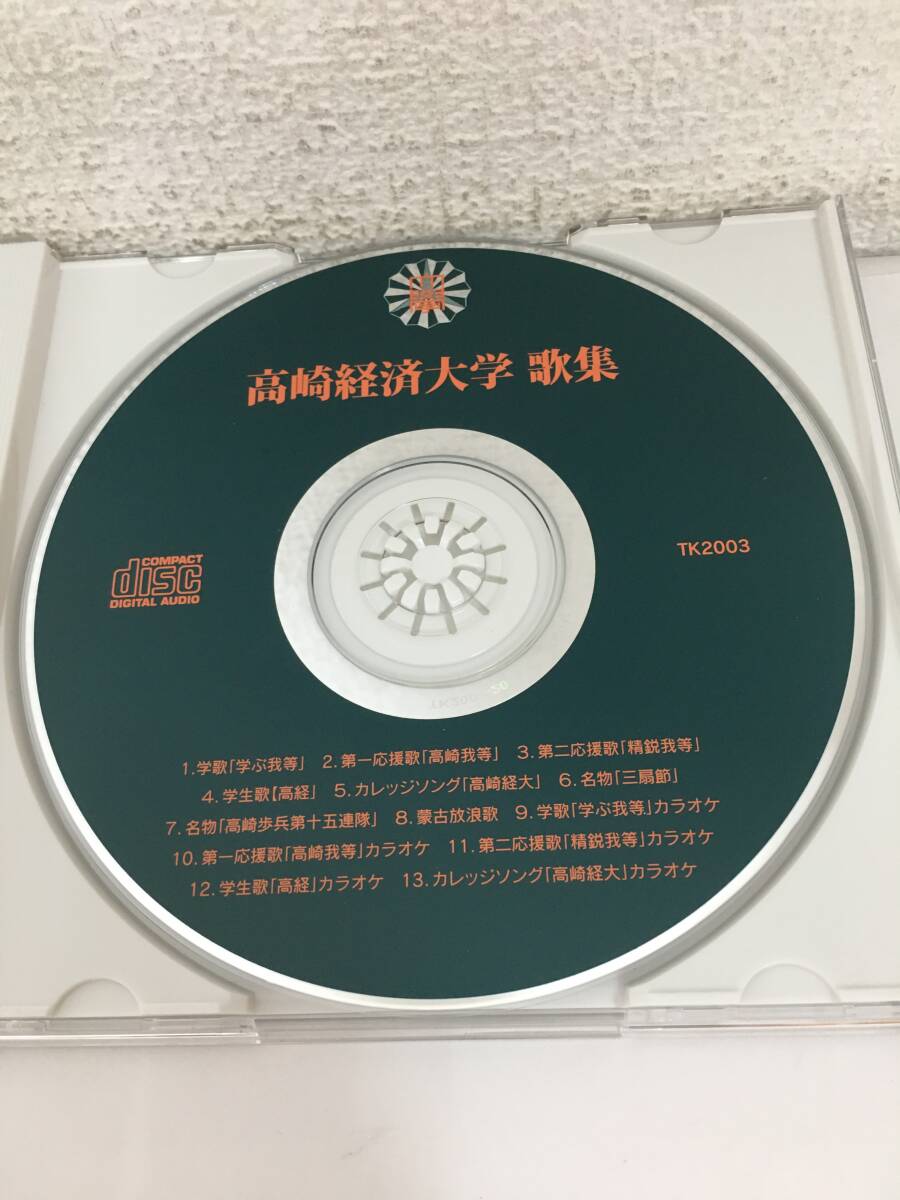 高崎経済大学 歌集
COMPACT
disc
DIGITAL AUDIO
TK2003
1.学歌「学ぶ我等」 2.第一応援歌「高崎我等」 3.第二応援歌「精鋭我等」
4.学生歌【高経」 5.カレッジソング「高崎経大」 6.名物「三扇節」
7.名物「高崎歩兵第十五連隊」 8.蒙古放浪歌 9.学歌「学ぶ我等」カラオケ
10.第一応援歌「高崎我等」カラオケ 11.第二応援歌「精鋭我等」カラオケ
12.学生歌「高経」カラオケ 13.カレッジソング「高崎経大」カラオケ